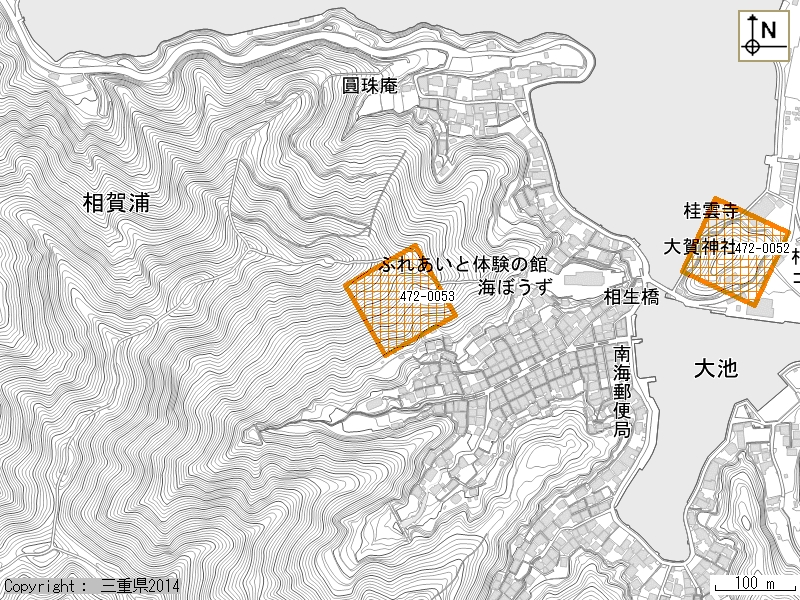 N
圓珠庵
相賀浦
桂雲寺
大賀神社
472-0052
ふれあいと体験の館
海ぼうず
472-0053
相生橋
南海郵便局
大池
Copyright : 三重県2014
100 m